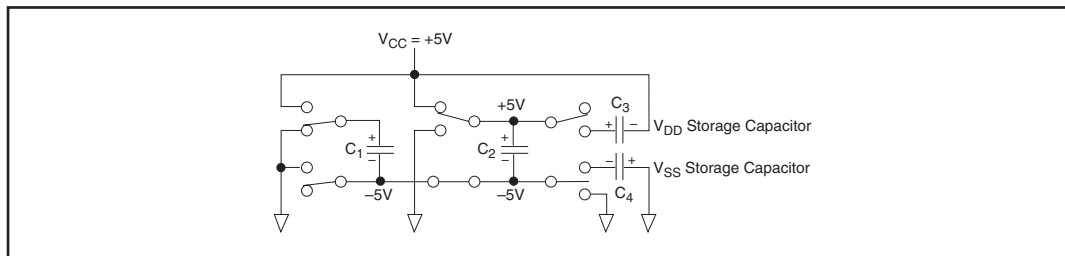 V_CC = +5V
+5V
C_3
+ −
V_DD Storage Capacitor
+
C_1
−
+
C_2
−
− +
V_SS Storage Capacitor
C_4
–5V
–5V